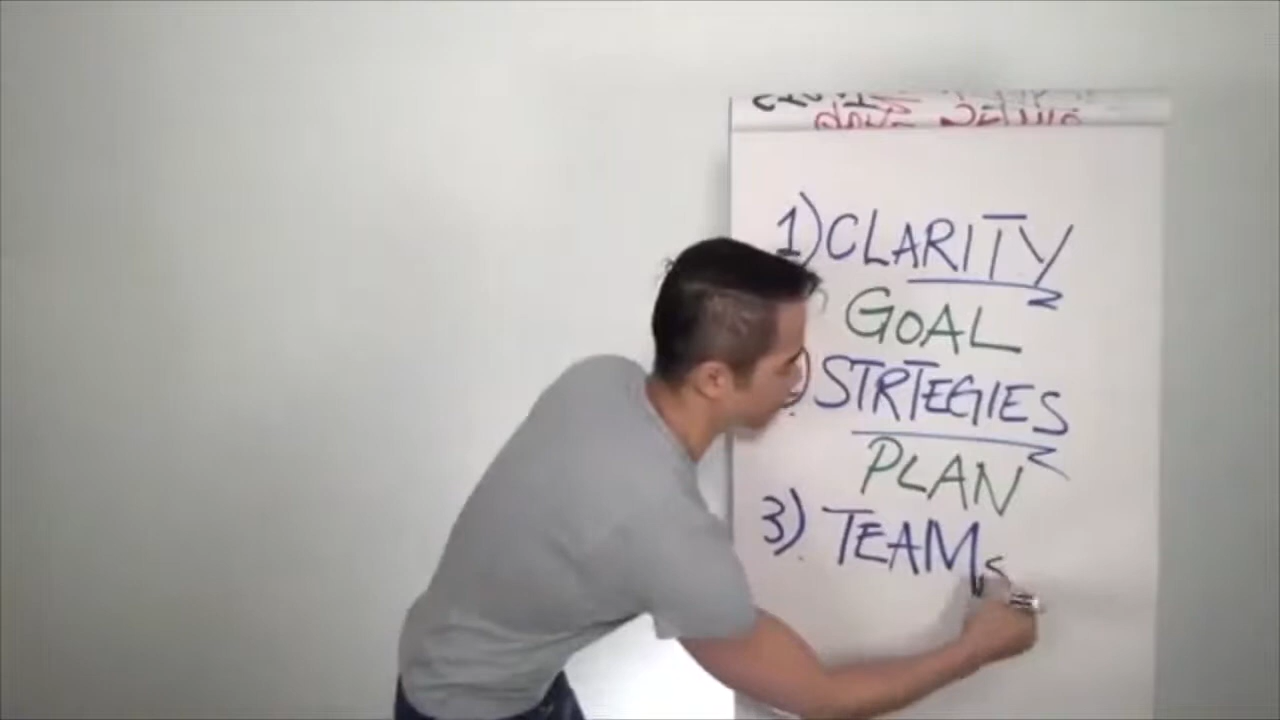 1) CLARITY
GOAL
) STRTEGIES
PLAN
3) TEAMS